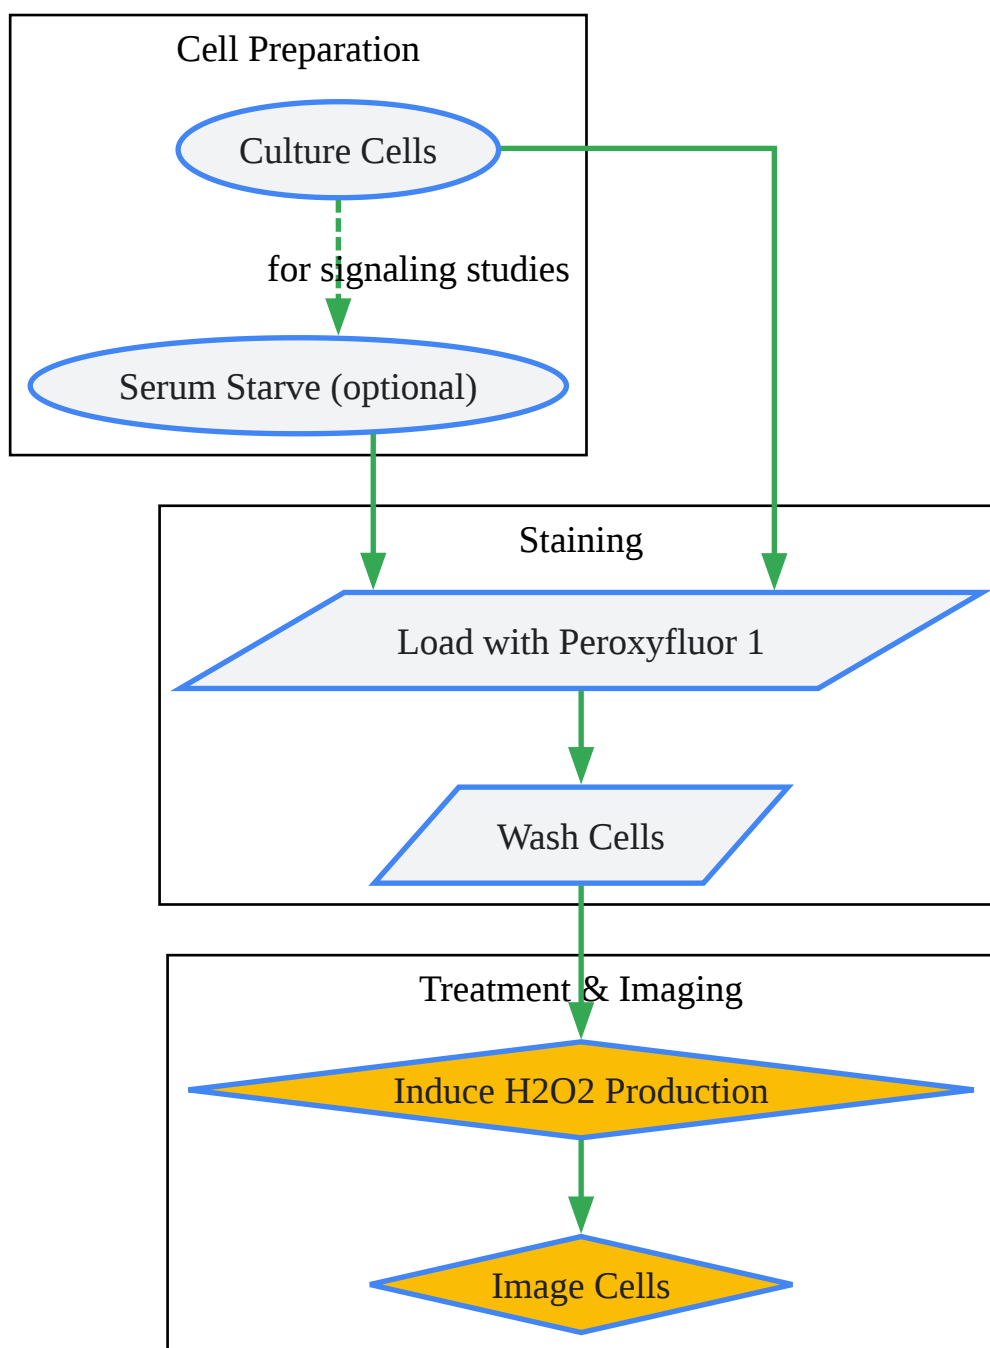 Cell Preparation
Culture Cells
for signaling studies
Serum Starve (optional)
Staining
Load with Peroxyfluor 1
Wash Cells
Treatment & Imaging
Induce H2O2 Production
Image Cells